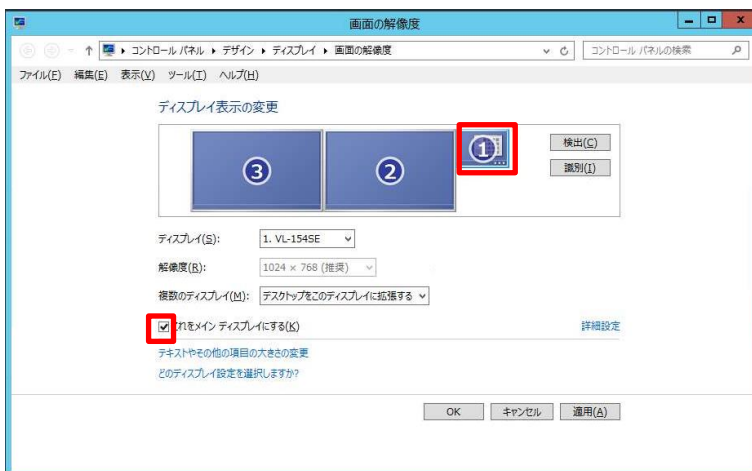 画面の解像度
コントロール パネル ▸ デザイン ▸ ディスプレイ ▸ 画面の解像度
コントロール パネルの検索
ファイル(F) 編集(E) 表示(V) ツール(T) ヘルプ(H)
ディスプレイ表示の変更
3 2 1
検出(C)
識別(I)
ディスプレイ(S): 1. VL-154SE
解像度(R): 1024 × 768 (推奨)
複数のディスプレイ(M): デスクトップをこのディスプレイに拡張する
これをメイン ディスプレイにする(K) 詳細設定
テキストやその他の項目の大きさの変更
どのディスプレイ設定を選択しますか?
OK キャンセル 適用(A)